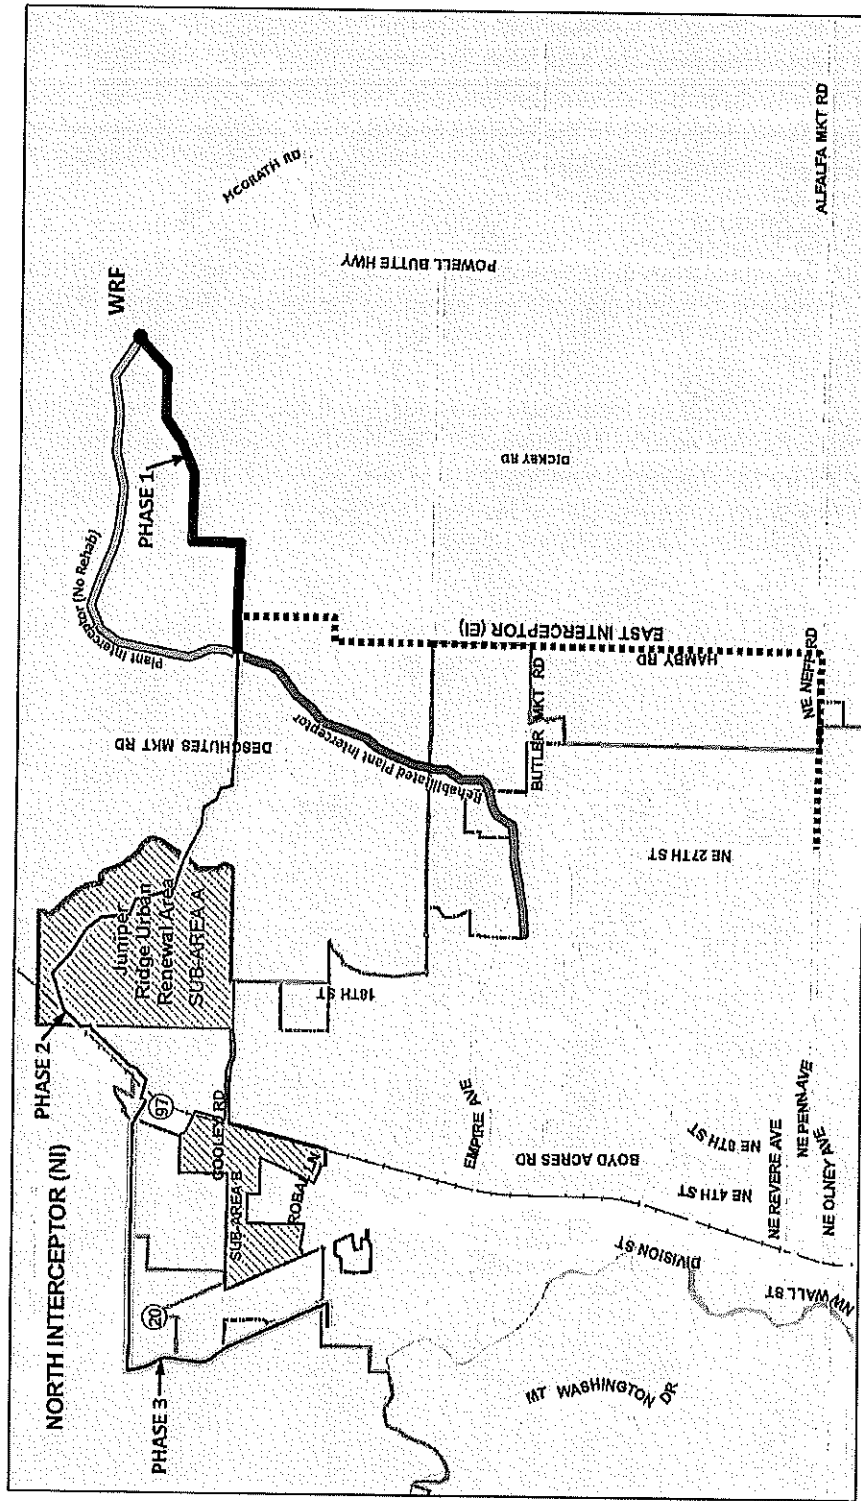 NORTH INTERCEPTOR (NI)
PHASE 3
20
97
PHASE 2
Juniper
Ridge Urban
Renewal Area
SUB-AREA A
SUB-AREA B
COOLEY RD
ROBAL LN
18TH ST
DESCHUTES MKT RD
Plant Interceptor (No Rehab)
PHASE 1
WRF
MCGRATH RD
POWELL BUTTE HWY
DICKEY RD
Rehabilitated Plant Interceptor
EAST INTERCEPTOR (EI)
HAMBY RD
BUTLER MKT RD
NE 27TH ST
NE NEFF RD
ALFALFA MKT RD
EMPIRE AVE
BOYD ACRES RD
NE 8TH ST
NE 4TH ST
NE REVERE AVE
NE PENN AVE
NE OLNEY AVE
DIVISION ST
NW WALL ST
MT WASHINGTON DR